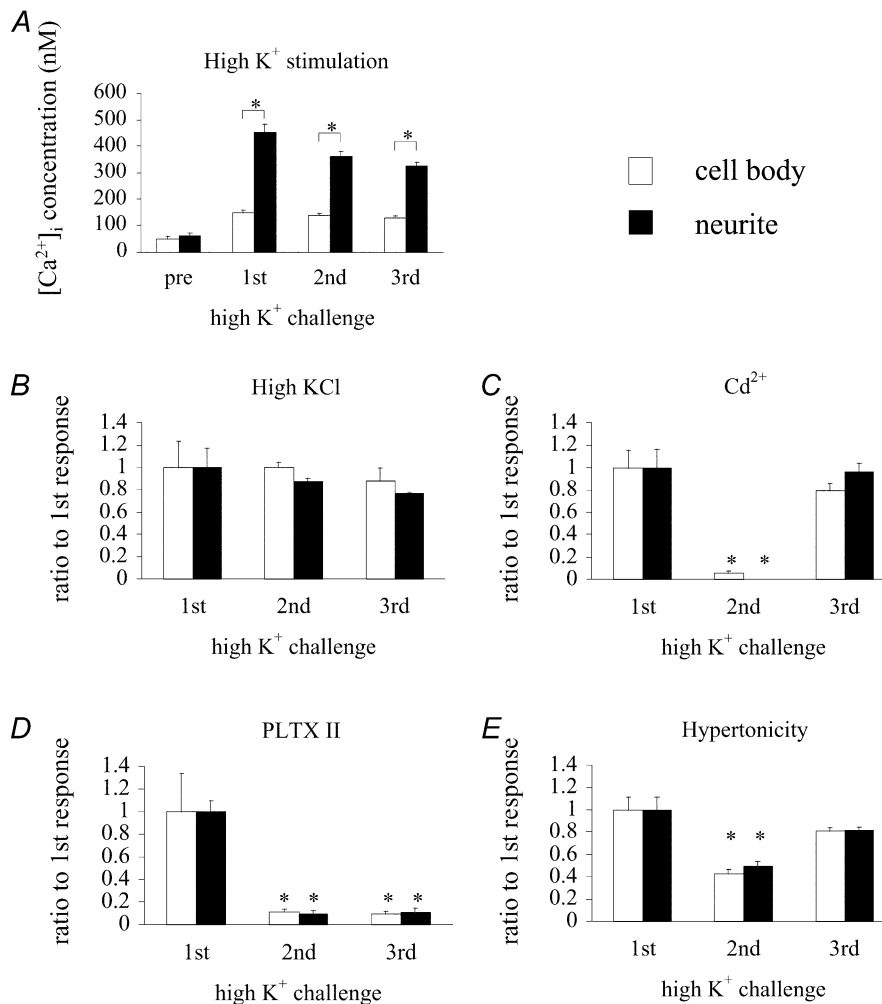 A
High K+ stimulation
[Ca2+]i concentration (nM)
600
500
400
300
200
100
0
*
*
*
pre
1st
2nd
3rd
high K+ challenge
cell body
neurite
B
High KCl
ratio to 1st response
1.4
1.2
1
0.8
0.6
0.4
0.2
0
1st
2nd
3rd
high K+ challenge
C
Cd2+
ratio to 1st response
1.4
1.2
1
0.8
0.6
0.4
0.2
0
* *
1st
2nd
3rd
high K+ challenge
D
PLTX II
ratio to 1st response
1.4
1.2
1
0.8
0.6
0.4
0.2
0
* * * *
1st
2nd
3rd
high K+ challenge
E
Hypertonicity
ratio to 1st response
1.4
1.2
1
0.8
0.6
0.4
0.2
0
* *
1st
2nd
3rd
high K+ challenge